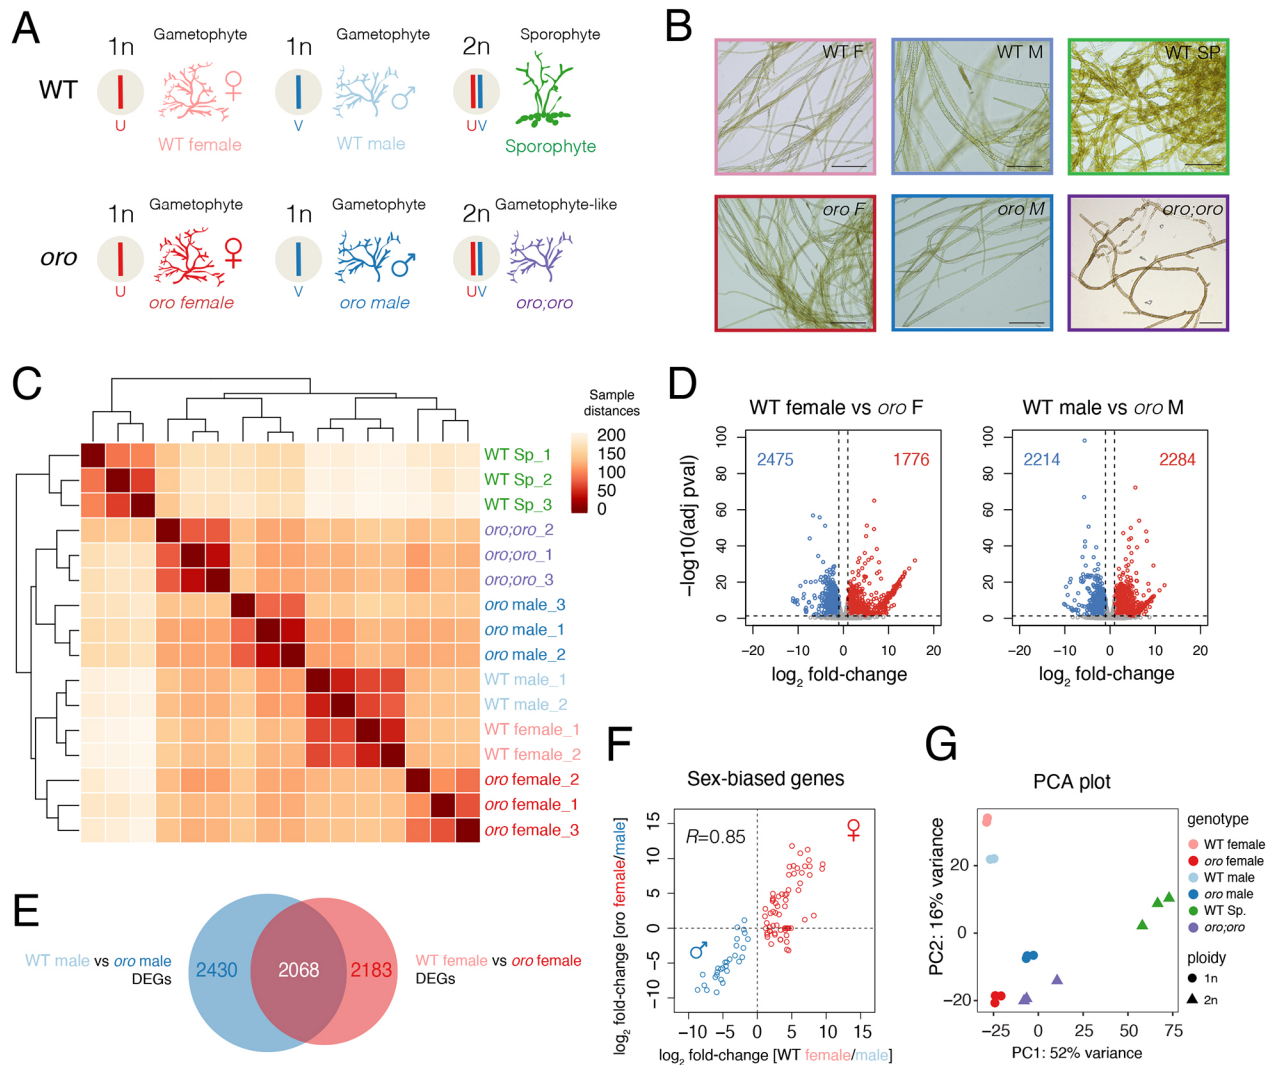 A
WT
1n
Gametophyte
♀
U
WT female
1n
Gametophyte
♂
V
WT male
2n
Sporophyte
UV
Sporophyte
oro
1n
Gametophyte
♀
U
oro female
1n
Gametophyte
♂
V
oro male
2n
Gametophyte-like
UV
oro;oro
B
WT F
WT M
WT SP
oro F
oro M
oro;oro
C
Sample
distances
200
150
100
50
0
WT Sp_1
WT Sp_2
WT Sp_3
oro;oro_2
oro;oro_1
oro;oro_3
oro male_3
oro male_1
oro male_2
WT male_1
WT male_2
WT female_1
WT female_2
oro female_2
oro female_1
oro female_3
D
WT female vs oro F
2475
1776
−log10(adj pval)
100
80
60
40
20
0
−20 −10 0 10 20
log2 fold-change
WT male vs oro M
2214
2284
100
80
60
40
20
0
−20 −10 0 10 20
log2 fold-change
E
WT male vs oro male
DEGs
2430
2068
2183
WT female vs oro female
DEGs
F
Sex-biased genes
R=0.85
♀
♂
log2 fold-change [oro female/male]
15
10
5
0
−5
−10
−10 −5 0 5 10 15
log2 fold-change [WT female/male]
G
PCA plot
PC2: 16% variance
20
0
−20
−25 0 25 50 75
PC1: 52% variance
genotype
WT female
oro female
WT male
oro male
WT Sp.
oro;oro
ploidy
1n
2n